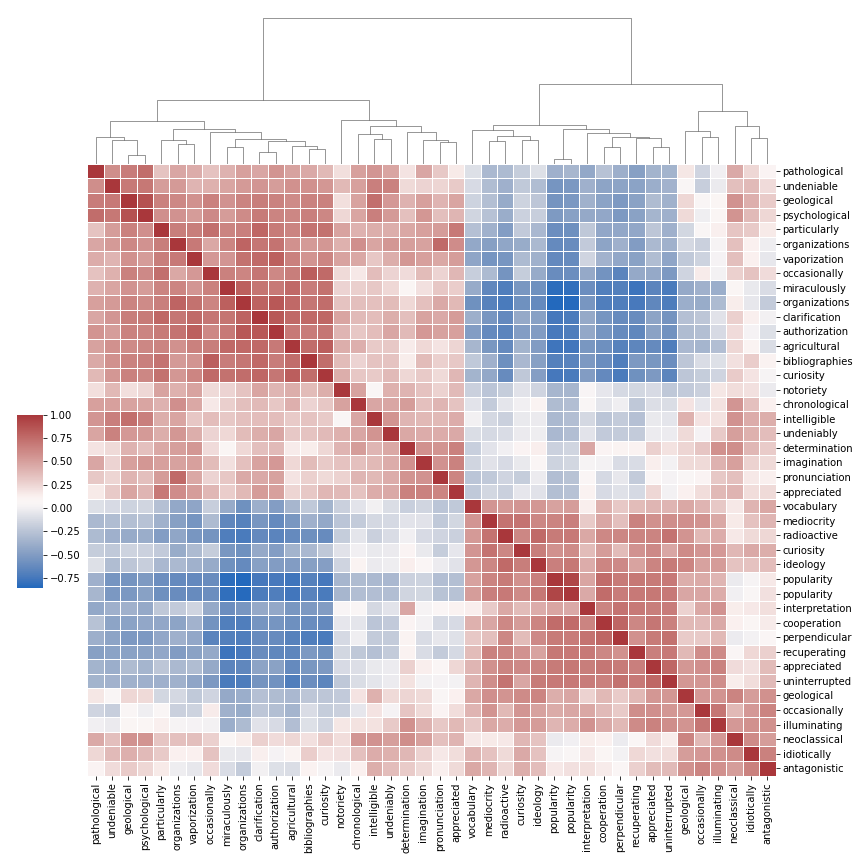 pathological
undeniable
geological
psychological
particularly
organizations
vaporization
occasionally
miraculously
organizations
clarification
authorization
agricultural
bibliographies
curiosity
notoriety
chronological
intelligible
undeniably
determination
imagination
pronunciation
appreciated
vocabulary
mediocrity
radioactive
curiosity
ideology
popularity
popularity
interpretation
cooperation
perpendicular
recuperating
appreciated
uninterrupted
geological
occasionally
illuminating
neoclassical
idiotically
antagonistic
1.00
0.75
0.50
0.25
0.00
−0.25
−0.50
−0.75
pathological
undeniable
geological
psychological
particularly
organizations
vaporization
occasionally
miraculously
organizations
clarification
authorization
agricultural
bibliographies
curiosity
notoriety
chronological
intelligible
undeniably
determination
imagination
pronunciation
appreciated
vocabulary
mediocrity
radioactive
curiosity
ideology
popularity
popularity
interpretation
cooperation
perpendicular
recuperating
appreciated
uninterrupted
geological
occasionally
illuminating
neoclassical
idiotically
antagonistic